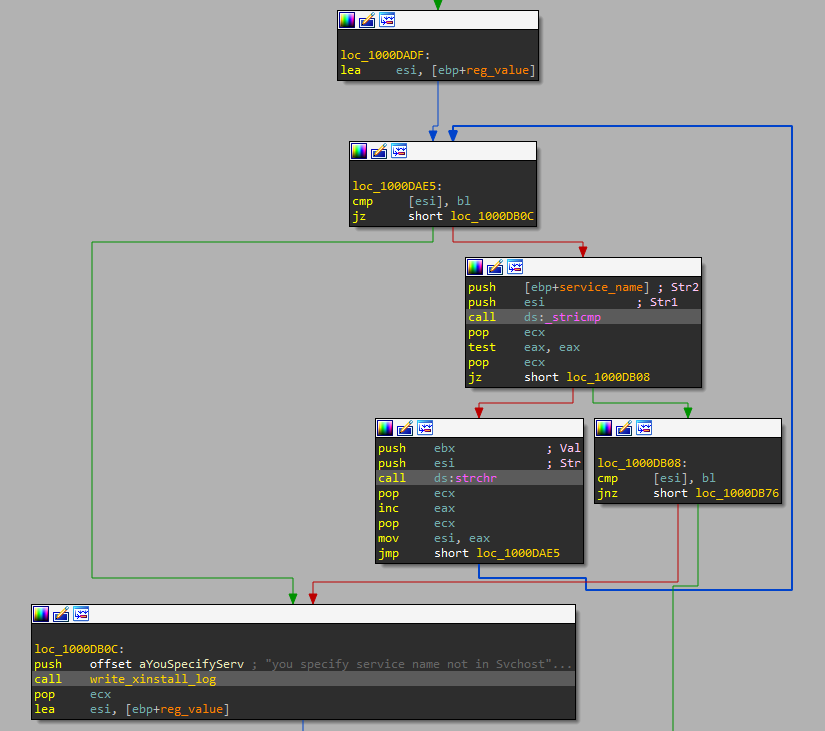 loc_1000DADF:
lea esi, [ebp+reg_value]
loc_1000DAE5:
cmp [esi], bl
jz short loc_1000DB0C
push [ebp+service_name] ; Str2
push esi ; Str1
call ds:_stricmp
pop ecx
test eax, eax
pop ecx
jz short loc_1000DB08
push ebx ; Val
push esi ; Str
call ds:strchr
pop ecx
inc eax
pop ecx
mov esi, eax
jmp short loc_1000DAE5
loc_1000DB08:
cmp [esi], bl
jnz short loc_1000DB76
loc_1000DB0C:
push offset aYouSpecifyServ ; "you specify service name not in Svchost"...
call write_xinstall_log
pop ecx
lea esi, [ebp+reg_value]